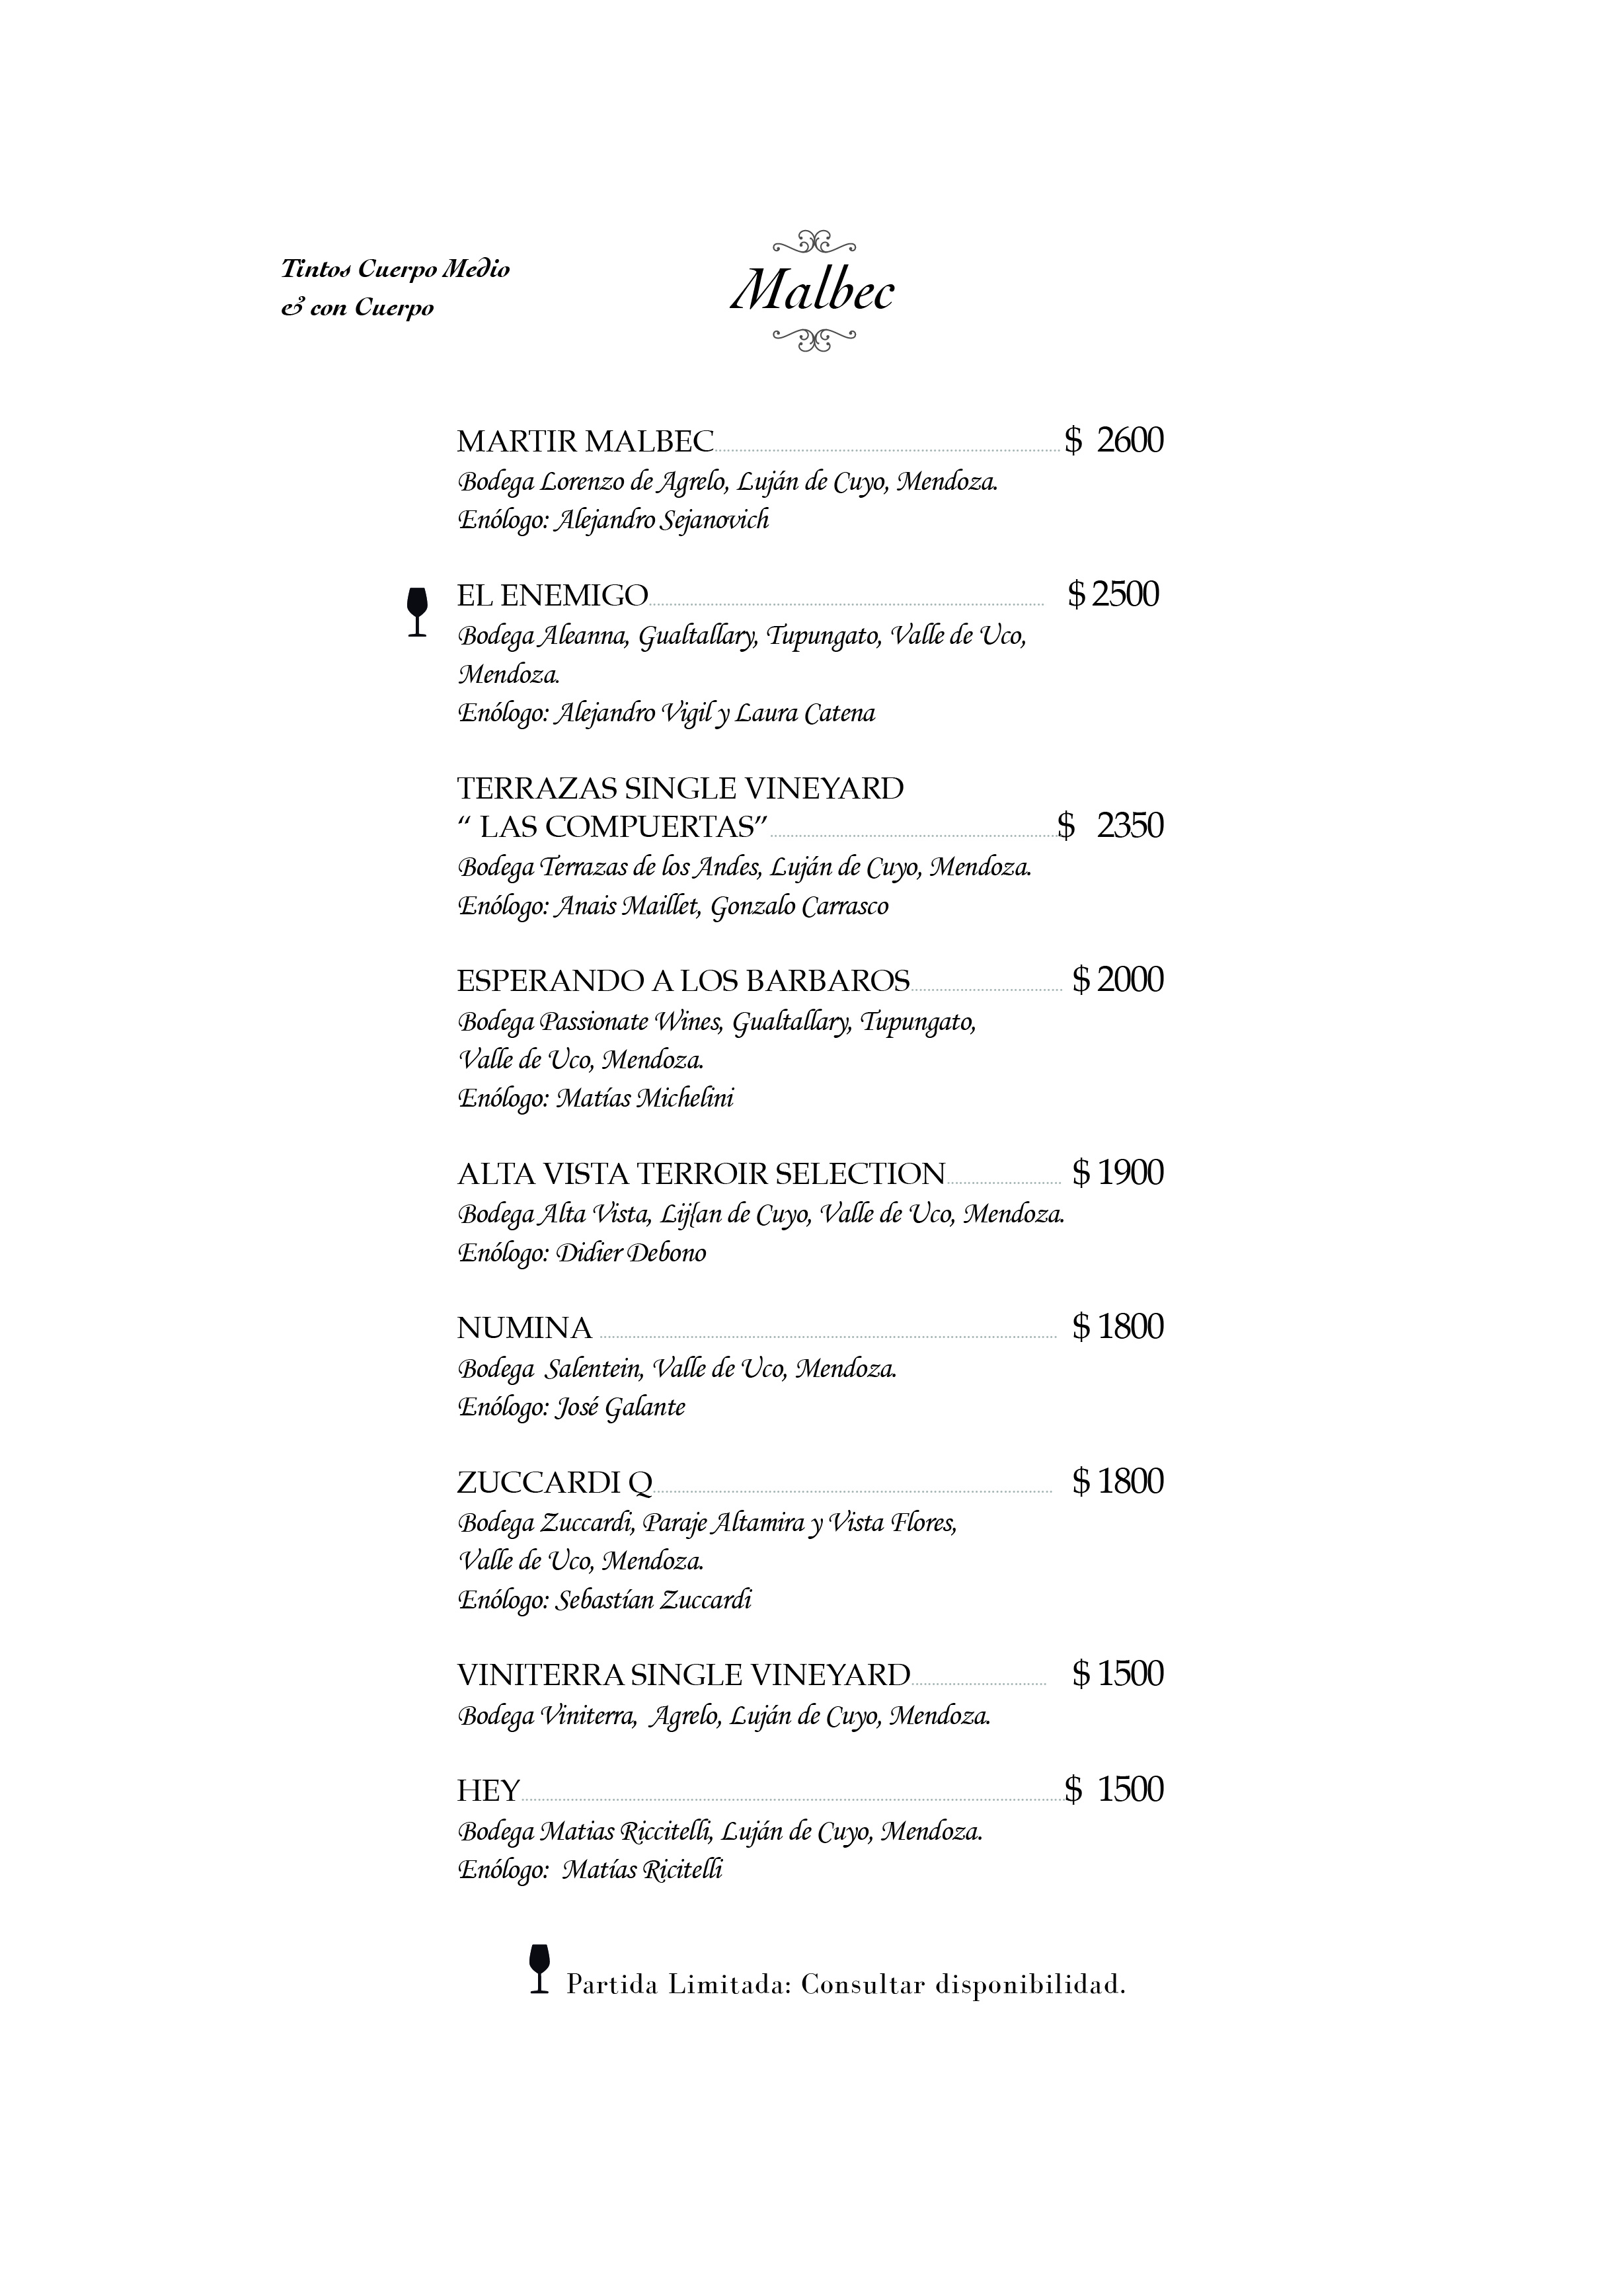 Tintos Cuerpo Medio
& con Cuerpo
Malbec
MARTIR MALBEC $ 2600
Bodega Lorenzo de Agrelo, Luján de Cuyo, Mendoza.
Enólogo: Alejandro Sejanovich
EL ENEMIGO $ 2500
Bodega Aleanna, Gualtallary, Tupungato, Valle de Uco,
Mendoza.
Enólogo: Alejandro Vigil y Laura Catena
TERRAZAS SINGLE VINEYARD
“ LAS COMPUERTAS” $ 2350
Bodega Terrazas de los Andes, Luján de Cuyo, Mendoza.
Enólogo: Anais Maillet, Gonzalo Carrasco
ESPERANDO A LOS BARBAROS $ 2000
Bodega Passionate Wines, Gualtallary, Tupungato,
Valle de Uco, Mendoza.
Enólogo: Matías Michelini
ALTA VISTA TERROIR SELECTION $ 1900
Bodega Alta Vista, Lij[an de Cuyo, Valle de Uco, Mendoza.
Enólogo: Didier Debono
NUMINA $ 1800
Bodega Salentein, Valle de Uco, Mendoza.
Enólogo: José Galante
ZUCCARDI Q $ 1800
Bodega Zuccardi, Paraje Altamira y Vista Flores,
Valle de Uco, Mendoza.
Enólogo: Sebastían Zuccardi
VINITERRA SINGLE VINEYARD $ 1500
Bodega Viniterra, Agrelo, Luján de Cuyo, Mendoza.
HEY $ 1500
Bodega Matias Riccitelli, Luján de Cuyo, Mendoza.
Enólogo: Matías Ricitelli
Partida Limitada: Consultar disponibilidad.